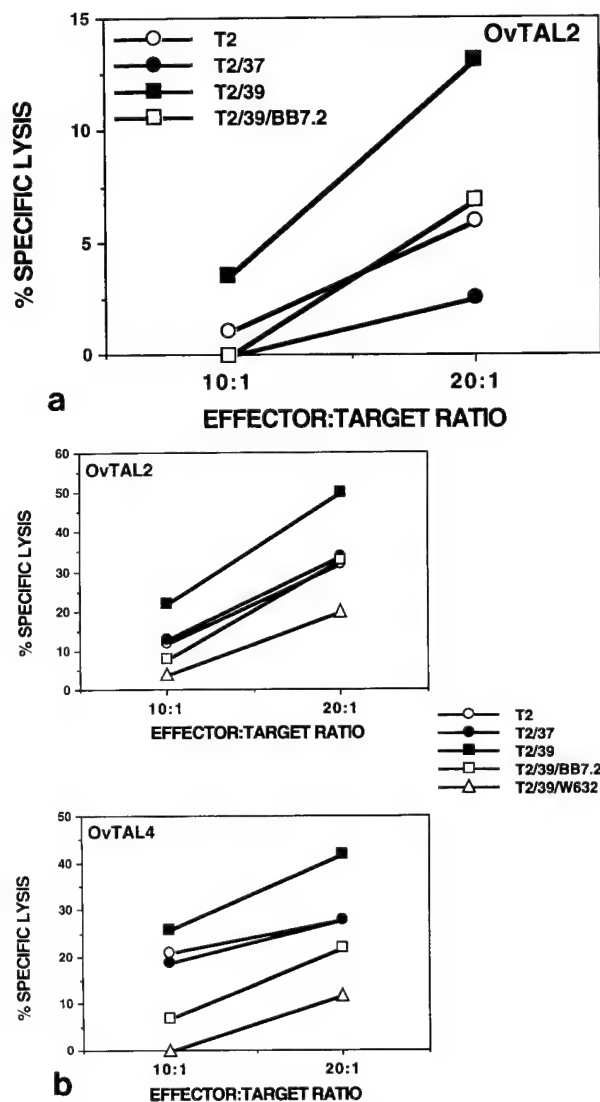 15
10
5
0
% SPECIFIC LYSIS
T2
T2/37
T2/39
T2/39/BB7.2
OvTAL2
10:1
20:1
EFFECTOR:TARGET RATIO
a
60
50
40
30
20
10
0
% SPECIFIC LYSIS
OvTAL2
10:1
20:1
EFFECTOR:TARGET RATIO
T2
T2/37
T2/39
T2/39/BB7.2
T2/39/W632
50
40
30
20
10
0
% SPECIFIC LYSIS
OvTAL4
10:1
20:1
EFFECTOR:TARGET RATIO
b